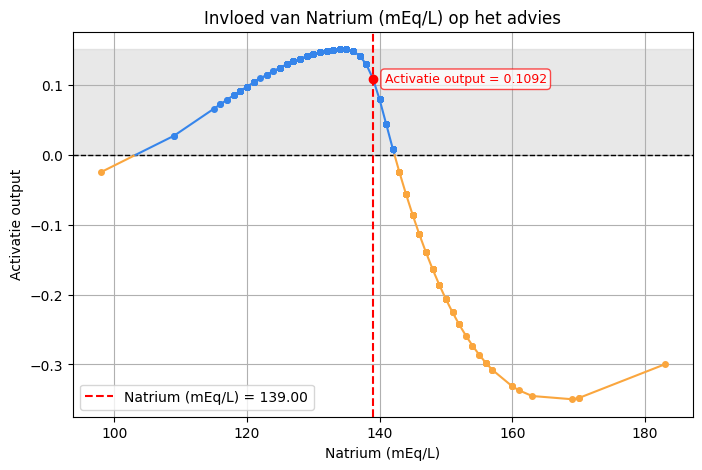 Invloed van Natrium (mEq/L) op het advies
Activatie output
0.1
0.0
−0.1
−0.2
−0.3
Activatie output = 0.1092
Natrium (mEq/L) = 139.00
100
120
140
160
180
Natrium (mEq/L)